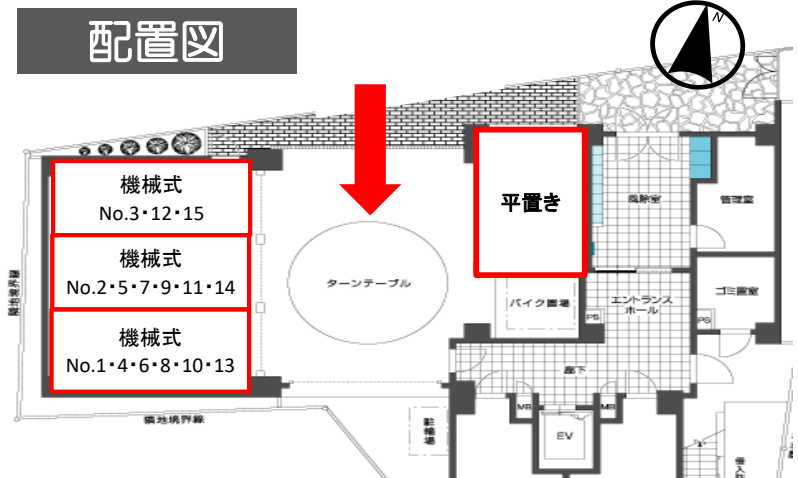 配置図
N
機械式
No.3・12・15
機械式
No.2・5・7・9・11・14
機械式
No.1・4・6・8・10・13
ターンテーブル
平置き
風除室
管理室
バイク置場
エントランス
ホール
ゴミ置室
PS
PS
廊下
MB
MB
EV
駐輪場
隣地境界線
隣地境界線